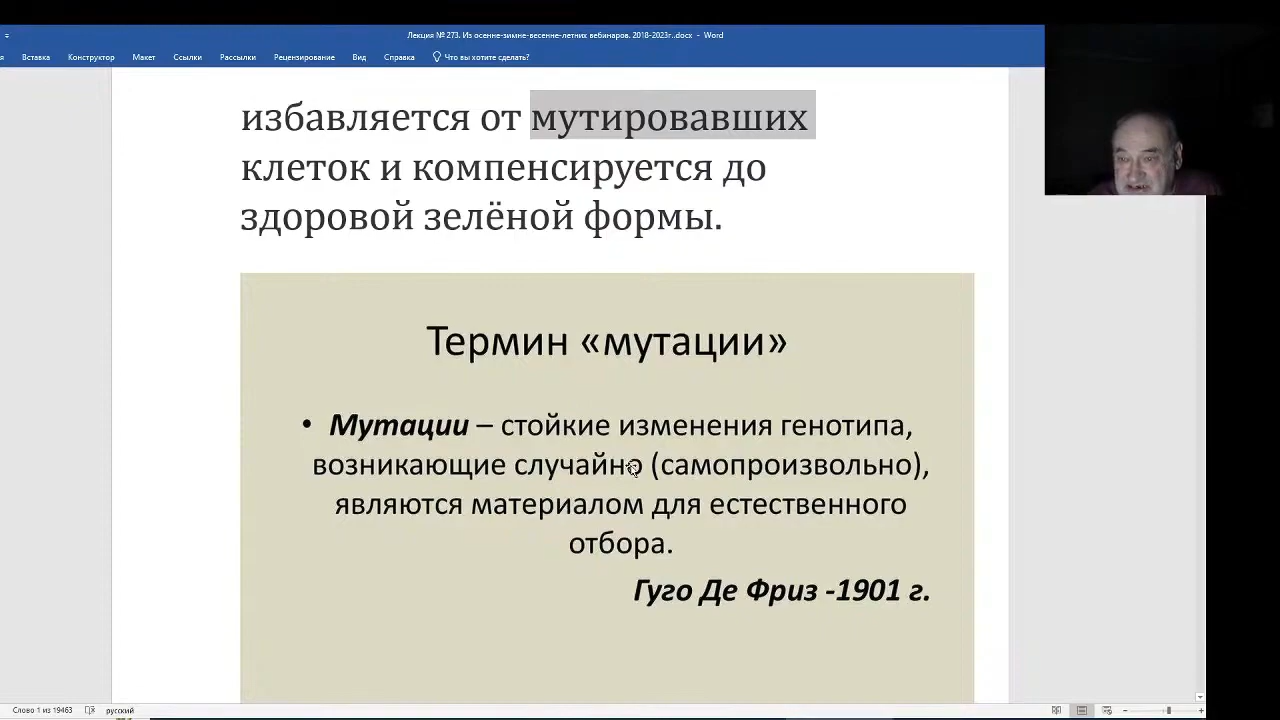 Лекция № 273. Из осенне-зимне-весенне-летних вебинаров. 2018-2023г..docx - Word
я Вставка Конструктор Макет Ссылки Рассылки Рецензирование Вид Справка Что вы хотите сделать?
избавляется от мутировавших
клеток и компенсируется до
здоровой зелёной формы.
Термин «мутации»
• Мутации – стойкие изменения генотипа,
возникающие случайно (самопроизвольно),
являются материалом для естественного
отбора.
Гуго Де Фриз -1901 г.
Слово 1 из 19463 русский